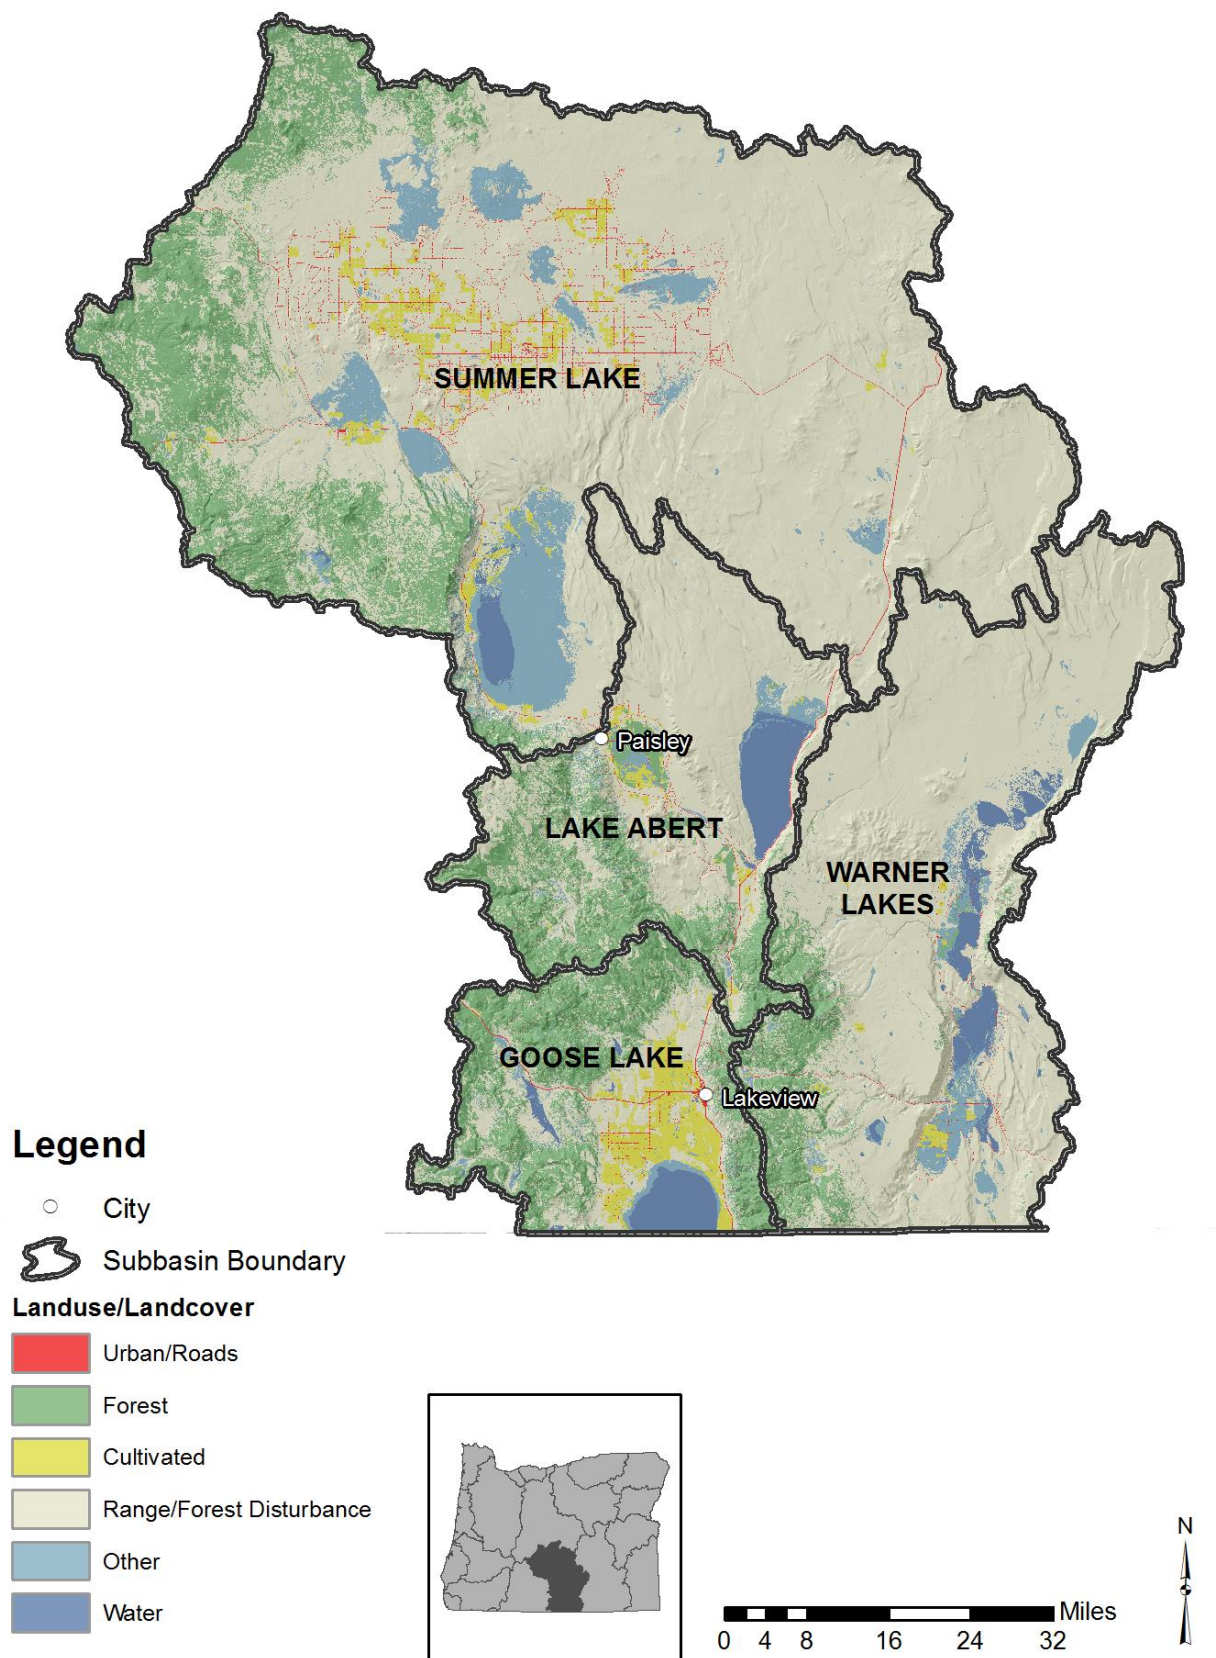 SUMMER LAKE
Paisley
LAKE ABERT
WARNER
LAKES
GOOSE LAKE
Lakeview
Legend
City
Subbasin Boundary
Landuse/Landcover
Urban/Roads
Forest
Cultivated
Range/Forest Disturbance
Other
Water
N
Miles
0 4 8 16 24 32